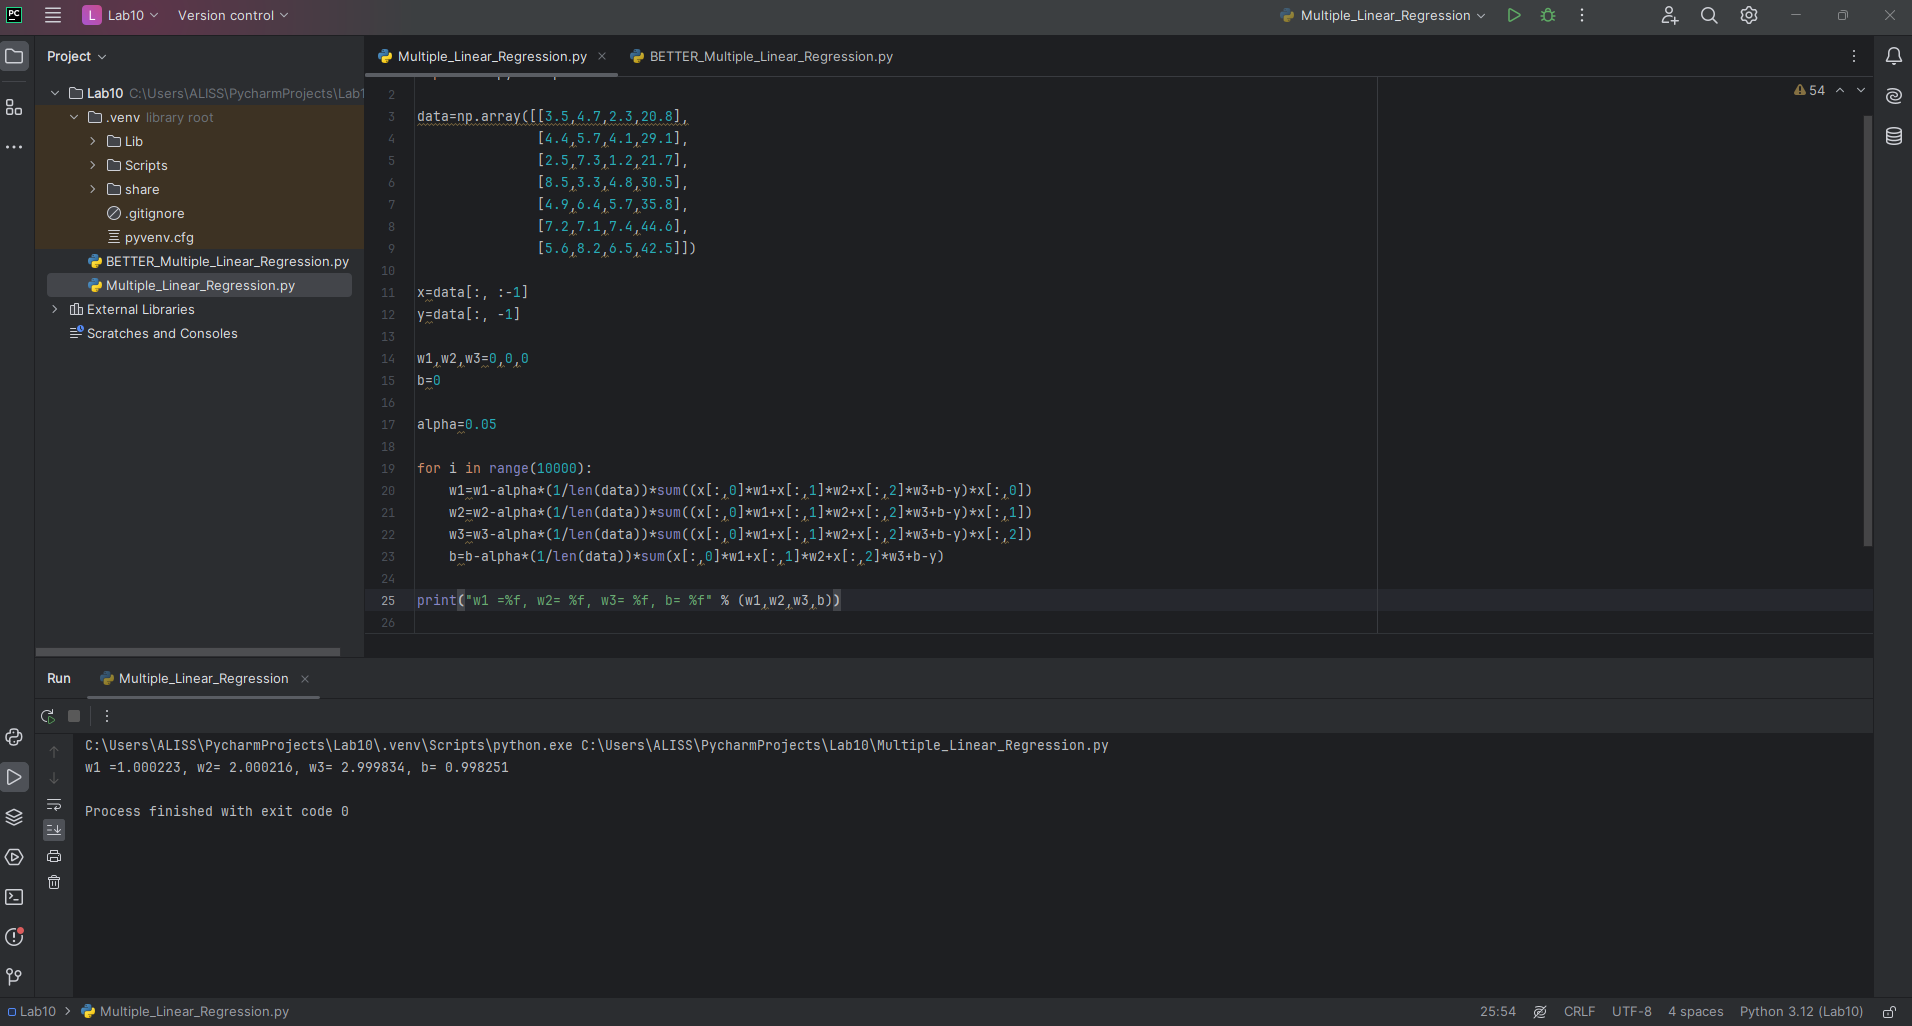 PC
L Lab10 Version control
Multiple_Linear_Regression
Project
Lab10 C:\Users\ALISS\PycharmProjects\Lab1
.venv library root
Lib
Scripts
share
.gitignore
pyvenv.cfg
BETTER_Multiple_Linear_Regression.py
Multiple_Linear_Regression.py
External Libraries
Scratches and Consoles
Multiple_Linear_Regression.py BETTER_Multiple_Linear_Regression.py
54
2
3 data=np.array([[3.5,4.7,2.3,20.8],
4 [4.4,5.7,4.1,29.1],
5 [2.5,7.3,1.2,21.7],
6 [8.5,3.3,4.8,30.5],
7 [4.9,6.4,5.7,35.8],
8 [7.2,7.1,7.4,44.6],
9 [5.6,8.2,6.5,42.5]])
10
11 x=data[:, :-1]
12 y=data[:, -1]
13
14 w1,w2,w3=0,0,0
15 b=0
16
17 alpha=0.05
18
19 for i in range(10000):
20 w1=w1-alpha*(1/len(data))*sum((x[:,0]*w1+x[:,1]*w2+x[:,2]*w3+b-y)*x[:,0])
21 w2=w2-alpha*(1/len(data))*sum((x[:,0]*w1+x[:,1]*w2+x[:,2]*w3+b-y)*x[:,1])
22 w3=w3-alpha*(1/len(data))*sum((x[:,0]*w1+x[:,1]*w2+x[:,2]*w3+b-y)*x[:,2])
23 b=b-alpha*(1/len(data))*sum(x[:,0]*w1+x[:,1]*w2+x[:,2]*w3+b-y)
24
25 print("w1 =%f, w2= %f, w3= %f, b= %f" % (w1,w2,w3,b))
26
Run Multiple_Linear_Regression
C:\Users\ALISS\PycharmProjects\Lab10\.venv\Scripts\python.exe C:\Users\ALISS\PycharmProjects\Lab10\Multiple_Linear_Regression.py
w1 =1.000223, w2= 2.000216, w3= 2.999834, b= 0.998251
Process finished with exit code 0
Lab10 Multiple_Linear_Regression.py
25:54 CRLF UTF-8 4 spaces Python 3.12 (Lab10)